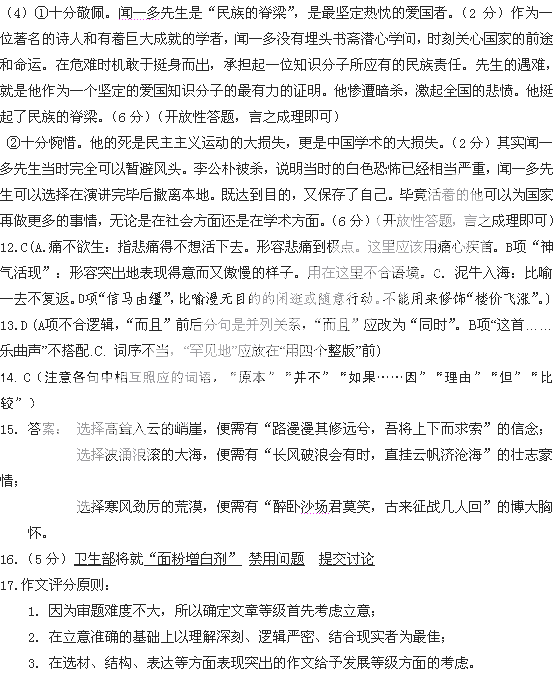 （4）①十分敬佩。闻一多先生是“民族的脊梁”，是最坚定热忱的爱国者。（2 分）作为一
位著名的诗人和有着巨大成就的学者，闻一多没有埋头书斋潜心学问，时刻关心国家的前途
和命运。在危难时机敢于挺身而出，承担起一位知识分子所应有的民族责任。先生的遇难，
就是他作为一个坚定的爱国知识分子的最有力的证明。他惨遭暗杀，激起全国的悲愤。他挺
起了民族的脊梁。（6分）（开放性答题，言之成理即可）
②十分惋惜。他的死是民主主义运动的大损失，更是中国学术的大损失。（2分）其实闻一
多先生当时完全可以暂避风头。李公朴被杀，说明当时的白色恐怖已经相当严重，闻一多先
生可以选择在演讲完毕后撤离本地。既达到目的，又保存了自己。毕竟活着的他可以为国家
再做更多的事情，无论是在社会方面还是在学术方面。（6分）（开放性答题，言之成理即可）
12.C(A.痛不欲生：指悲痛得不想活下去。形容悲痛到极点。这里应该用痛心疾首。B项“神
气活现”：形容突出地表现得意而又傲慢的样子。用在这里不合语境。C. 泥牛入海：比喻
一去不复返。D项“信马由缰”，比喻漫无目的的闲逛或随意行动。不能用来修饰“楼价飞涨”。)
13.D（A项不合逻辑，“而且”前后分句是并列关系，“而且”应改为“同时”。B项“这首……
乐曲声”不搭配.C. 词序不当，“罕见地”应放在“用四个整版”前)
14. C（注意各句中相互照应的词语，“原本”“并不”“如果……因”“理由”“但”“比
较”）
15. 答案： 选择高耸入云的峭崖，便需有“路漫漫其修远兮，吾将上下而求索”的信念；
选择波涌浪滚的大海，便需有“长风破浪会有时，直挂云帆济沧海”的壮志豪
情；
选择寒风劲厉的荒漠，便需有“醉卧沙场君莫笑，古来征战几人回”的博大胸
怀。
16.（5分）卫生部将就“面粉增白剂” 禁用问题 提交讨论
17.作文评分原则：
1. 因为审题难度不大，所以确定文章等级首先考虑立意；
2. 在立意准确的基础上以理解深刻、逻辑严密、结合现实者为最佳；
3. 在选材、结构、表达等方面表现突出的作文给予发展等级方面的考虑。